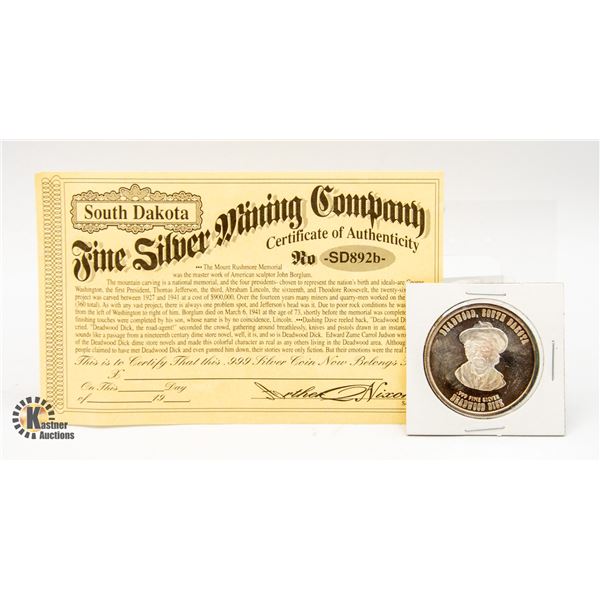 South Dakota
Fine Silver Mining Company
Certificate of Authenticity
No -SD892b-
••• The Mount Rushmore Memorial
was the master work of American sculptor John Borglum.
The mountain carving is a national memorial, and the four presidents- chosen to represent the nation's birth and ideals-are George
Washington, the first President, Thomas Jefferson, the third, Abraham Lincoln, the sixteenth, and Theodore Roosevelt, the twenty-six
project was carved between 1927 and 1941 at a cost of $900,000. Over the fourteen years many miners and quarry-men worked on the
(360 total). As with any vast project, there is always one problem spot, and Jefferson's head was it. Due to poor rock conditions he was
from the left of Washington to right of him. Borglum died on March 6, 1941 at the age of 73, shortly before the memorial was complete
finishing touches were completed by his son, whose name is by no coincidence, Lincoln. •••Dashing Dave reeled back, "Deadwood Dick,"
cried. "Deadwood Dick, the road-agent!" seconded the crowd, gathering around breathlessly, knives and pistols drawn in an instant.
sounds like a passage from a nineteenth century dime store novel, well, it is, and so is Deadwood Dick. Edward Zane Carrol Judson wrote
of the Deadwood Dick dime store novels and made this colorful character as real as any others living in the Deadwood area. Although
people claimed to have met Deadwood Dick and even gunned him down, their stories were only fiction. But their emotions were the real
This is to Certify That this .999 Silver Coin Now Belongs
X
On This Day
of 19
Nixon
DEADWOOD, SOUTH DAKOTA
.999 FINE SILVER
DEADWOOD DICK
Kastner
Auctions